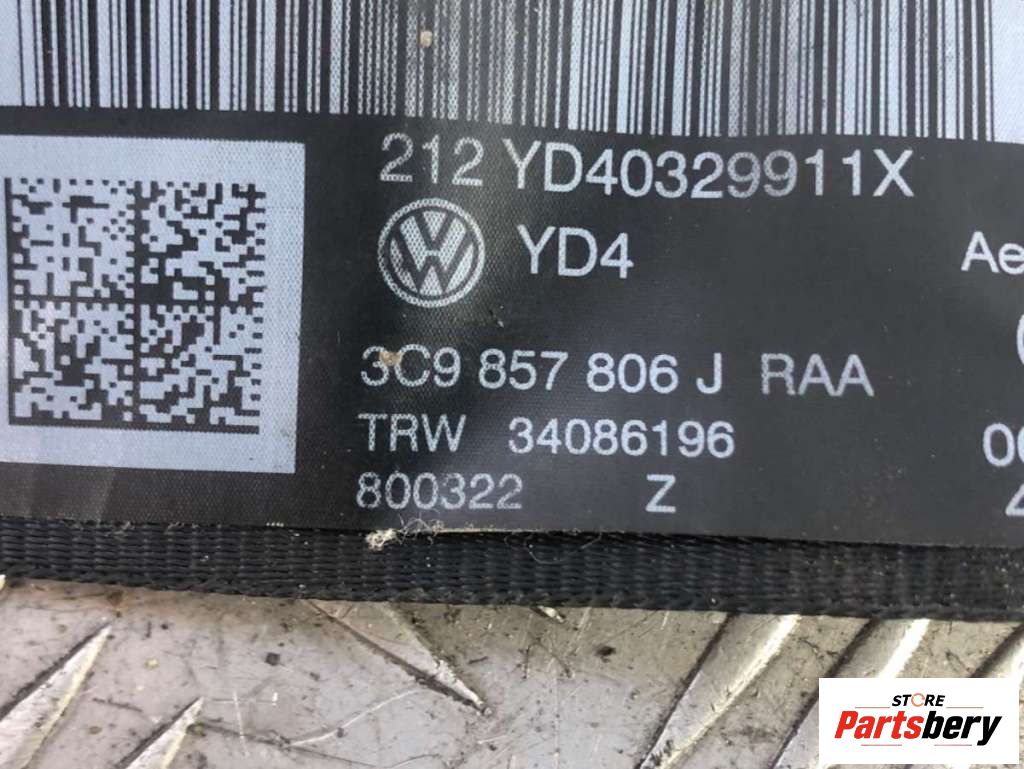 212 YD40329911X
YD4
Ae
3C9 857 806 J RAA
TRW 34086196
800322 Z
STORE
Partsbery